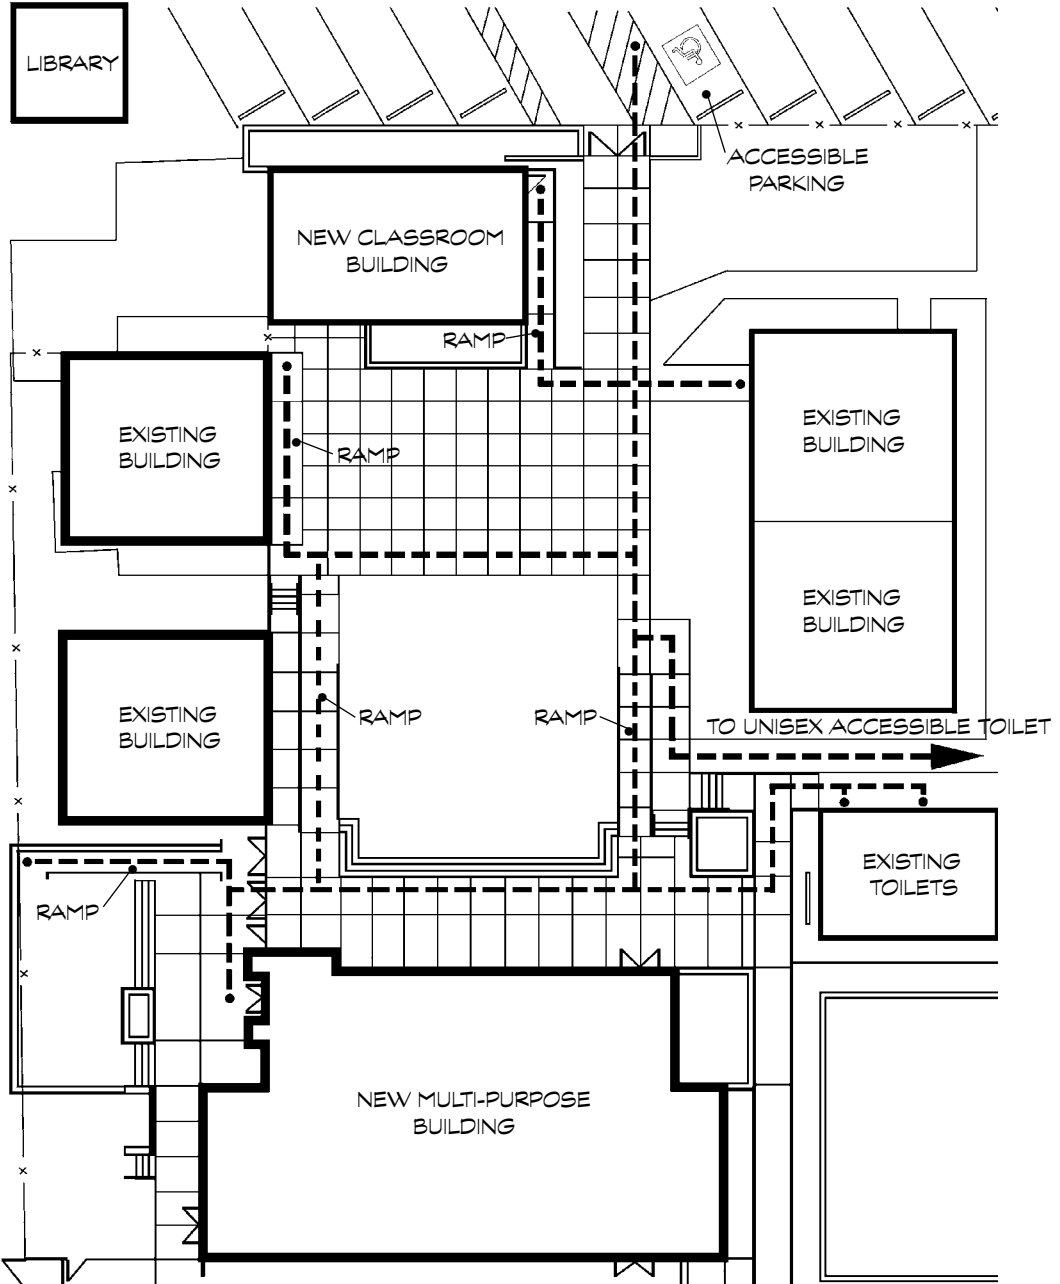 LIBRARY
ACCESSIBLE
PARKING
NEW CLASSROOM
BUILDING
RAMP
EXISTING
BUILDING
RAMP
EXISTING
BUILDING
EXISTING
BUILDING
EXISTING
BUILDING
RAMP
RAMP
TO UNISEX ACCESSIBLE TOILET
EXISTING
TOILETS
RAMP
NEW MULTI-PURPOSE
BUILDING